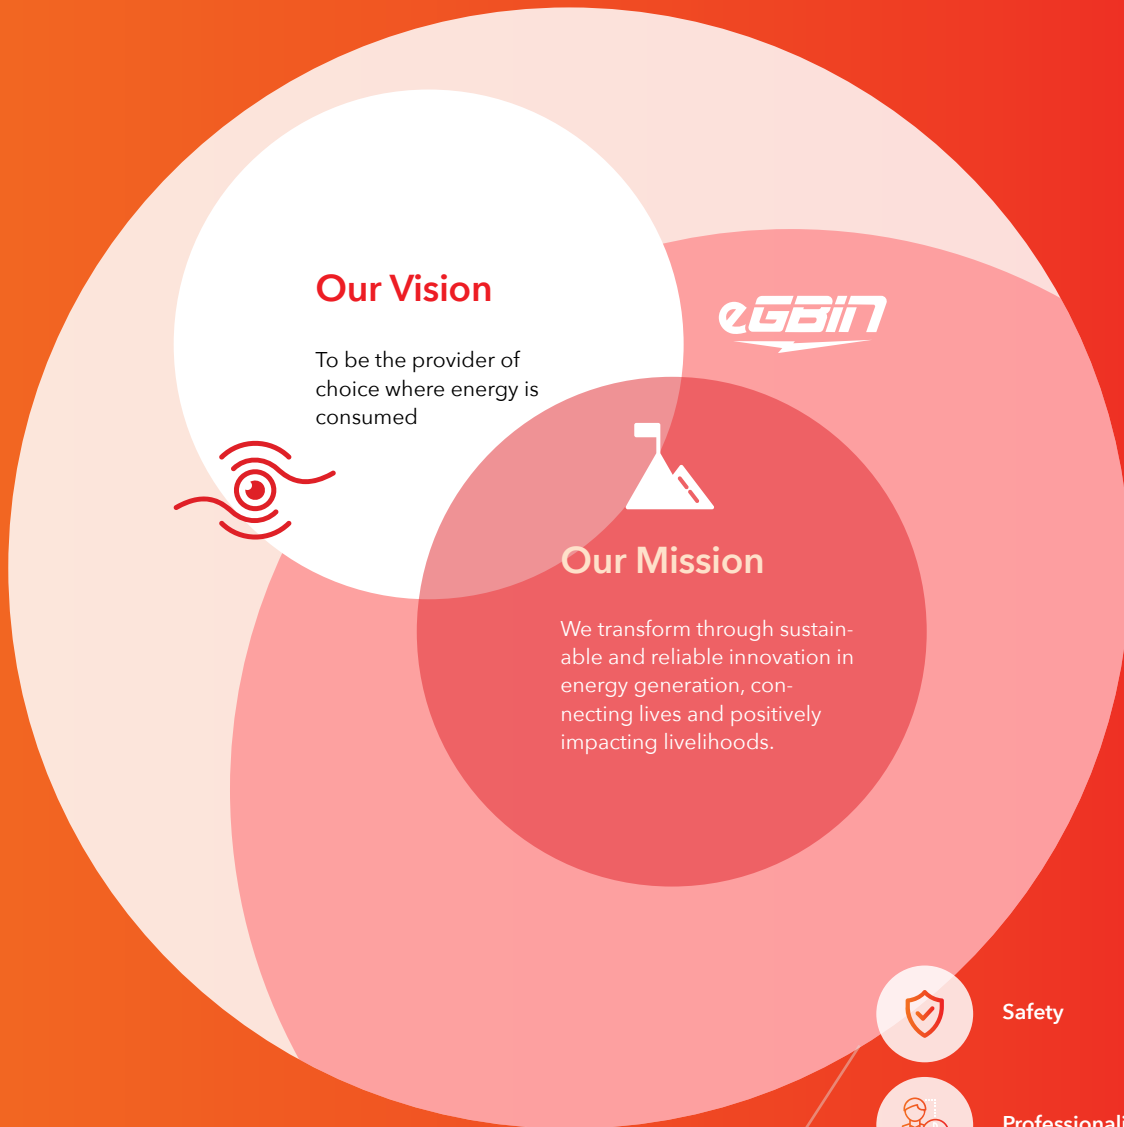 Our Vision
To be the provider of
choice where energy is
consumed
eGBIN
Our Mission
We transform through sustain-
able and reliable innovation in
energy generation, con-
necting lives and positively
impacting livelihoods.
Safety